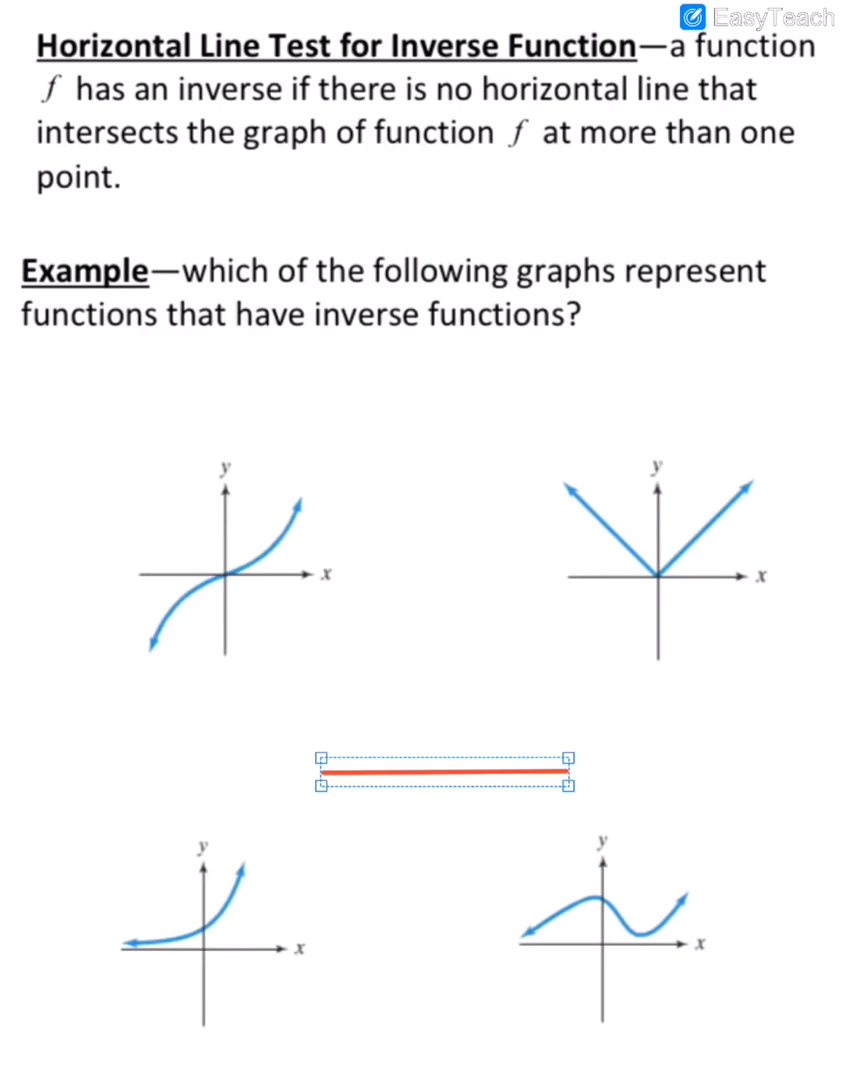 EasyTeach
Horizontal Line Test for Inverse Function—a function
f has an inverse if there is no horizontal line that
intersects the graph of function f at more than one
point.
Example—which of the following graphs represent
functions that have inverse functions?
y
x
y
x
y
x
y
x